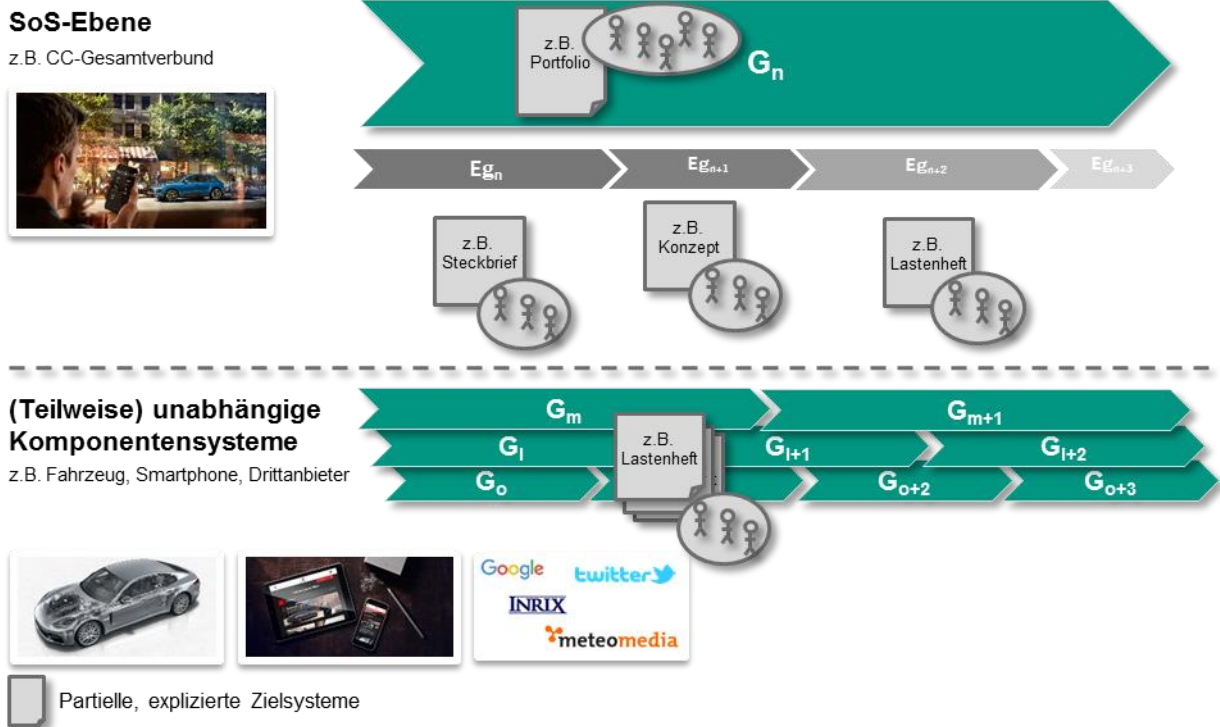 SoS-Ebene
z.B. CC-Gesamtverbund
z.B.
Portfolio
Gn
Egn
Egn+1
Egn+2
Egn+3
z.B.
Steckbrief
z.B.
Konzept
z.B.
Lastenheft
(Teilweise) unabhängige
Komponentensysteme
z.B. Fahrzeug, Smartphone, Drittanbieter
Gm
Gm+1
z.B.
Lastenheft
Gl
Gl+1
Gl+2
Go
Go+2
Go+3
Google
twitter
INRIX
meteomedia
Partielle, explizierte Zielsysteme